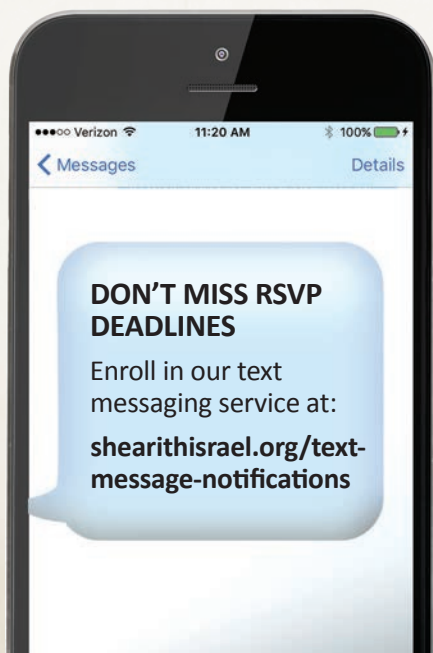 ●●●○○ Verizon 11:20 AM 100%
Messages Details
DON’T MISS RSVP
DEADLINES
Enroll in our text
messaging service at:
shearithisrael.org/text-
message-notifications